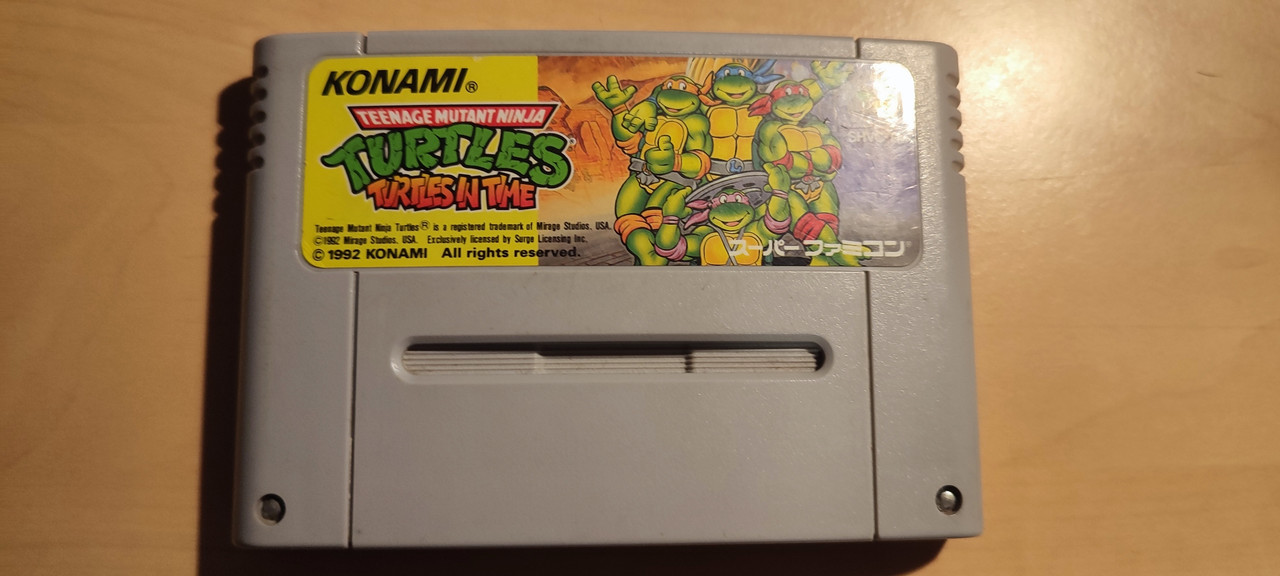 KONAMI®
TEENAGE MUTANT NINJA
TURTLES®
TURTLES IN TIME
Teenage Mutant Ninja Turtles® is a registered trademark of Mirage Studios, USA.
©1992 Mirage Studios, USA. Exclusively licensed by Surge Licensing Inc.
© 1992 KONAMI All rights reserved.
スーパーファミコン®